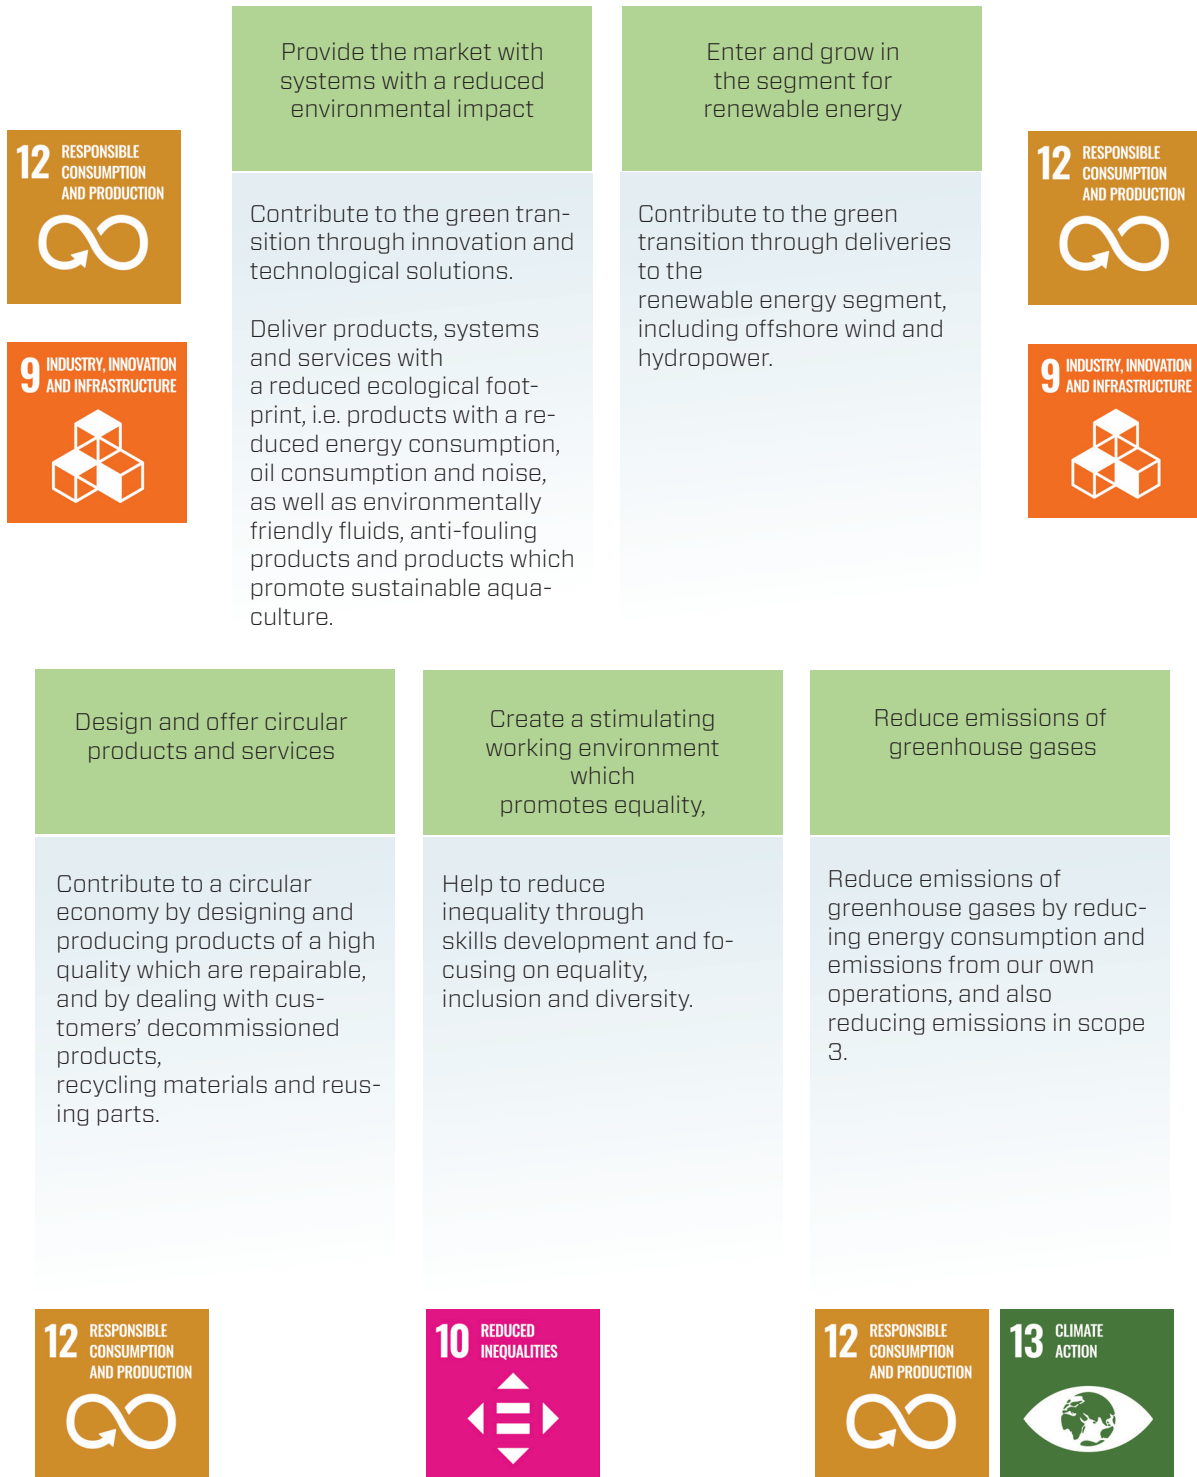 Provide the market with
systems with a reduced
environmental impact
Enter and grow in
the segment for
renewable energy
12 RESPONSIBLE
CONSUMPTION
AND PRODUCTION
9 INDUSTRY, INNOVATION
AND INFRASTRUCTURE
Contribute to the green tran-
sition through innovation and
technological solutions.
Deliver products, systems
and services with
a reduced ecological foot-
print, i.e. products with a re-
duced energy consumption,
oil consumption and noise,
as well as environmentally
friendly fluids, anti-fouling
products and products which
promote sustainable aqua-
culture.
Contribute to the green
transition through deliveries
to the
renewable energy segment,
including offshore wind and
hydropower.
12 RESPONSIBLE
CONSUMPTION
AND PRODUCTION
9 INDUSTRY, INNOVATION
AND INFRASTRUCTURE
Design and offer circular
products and services
Contribute to a circular
economy by designing and
producing products of a high
quality which are repairable,
and by dealing with cus-
tomers’ decommissioned
products,
recycling materials and reus-
ing parts.
12 RESPONSIBLE
CONSUMPTION
AND PRODUCTION
Create a stimulating
working environment
which
promotes equality,
Help to reduce
inequality through
skills development and fo-
cusing on equality,
inclusion and diversity.
10 REDUCED
INEQUALITIES
Reduce emissions of
greenhouse gases
Reduce emissions of
greenhouse gases by reduc-
ing energy consumption and
emissions from our own
operations, and also
reducing emissions in scope
3.
12 RESPONSIBLE
CONSUMPTION
AND PRODUCTION
13 CLIMATE
ACTION